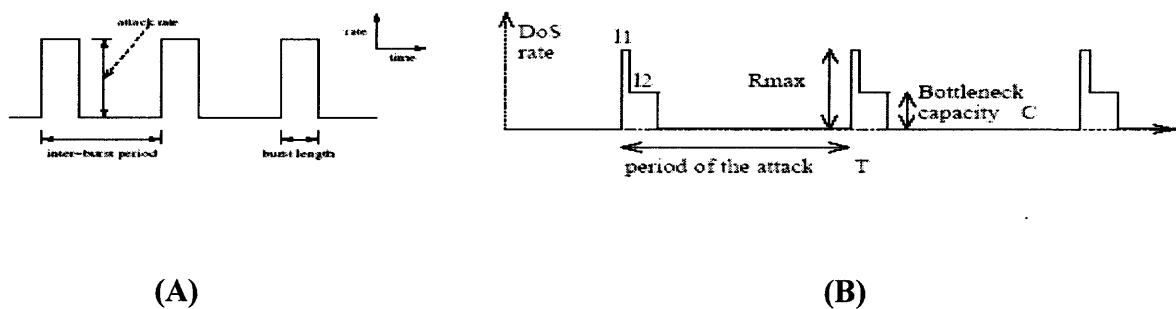 attack rate
rate
time
inter-burst period
burst length
DoS
rate
l1
l2
Rmax
Bottleneck
capacity C
period of the attack T
(A)
(B)